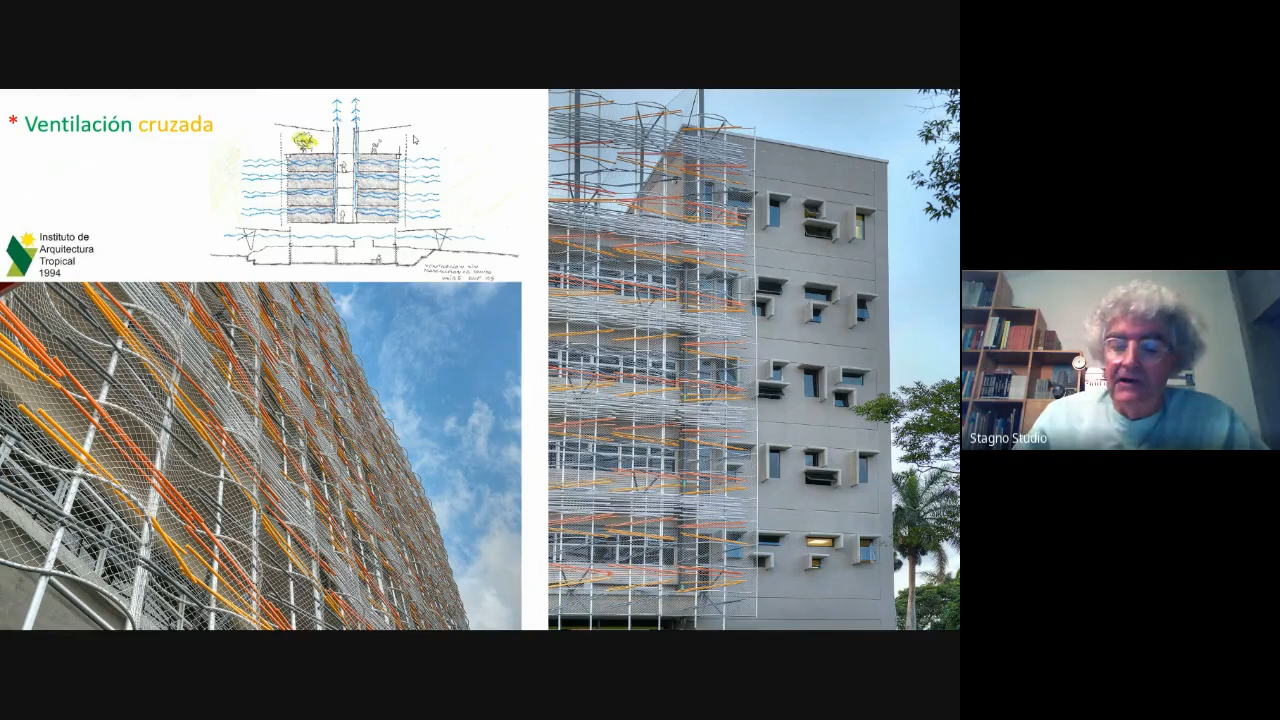 * Ventilación cruzada
Instituto de
Arquitectura
Tropical
1994
Stagno Studio